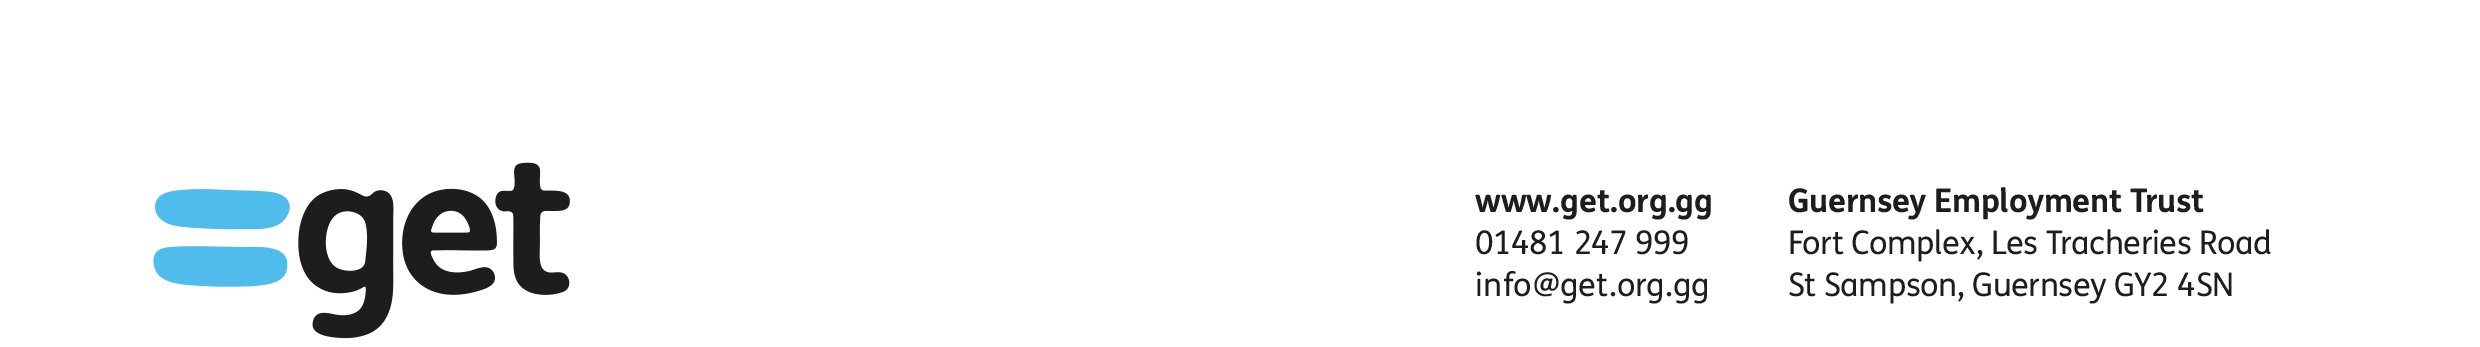 get
www.get.org.gg
01481 247 999
info@get.org.gg
Guernsey Employment Trust
Fort Complex, Les Tracheries Road
St Sampson, Guernsey GY2 4SN